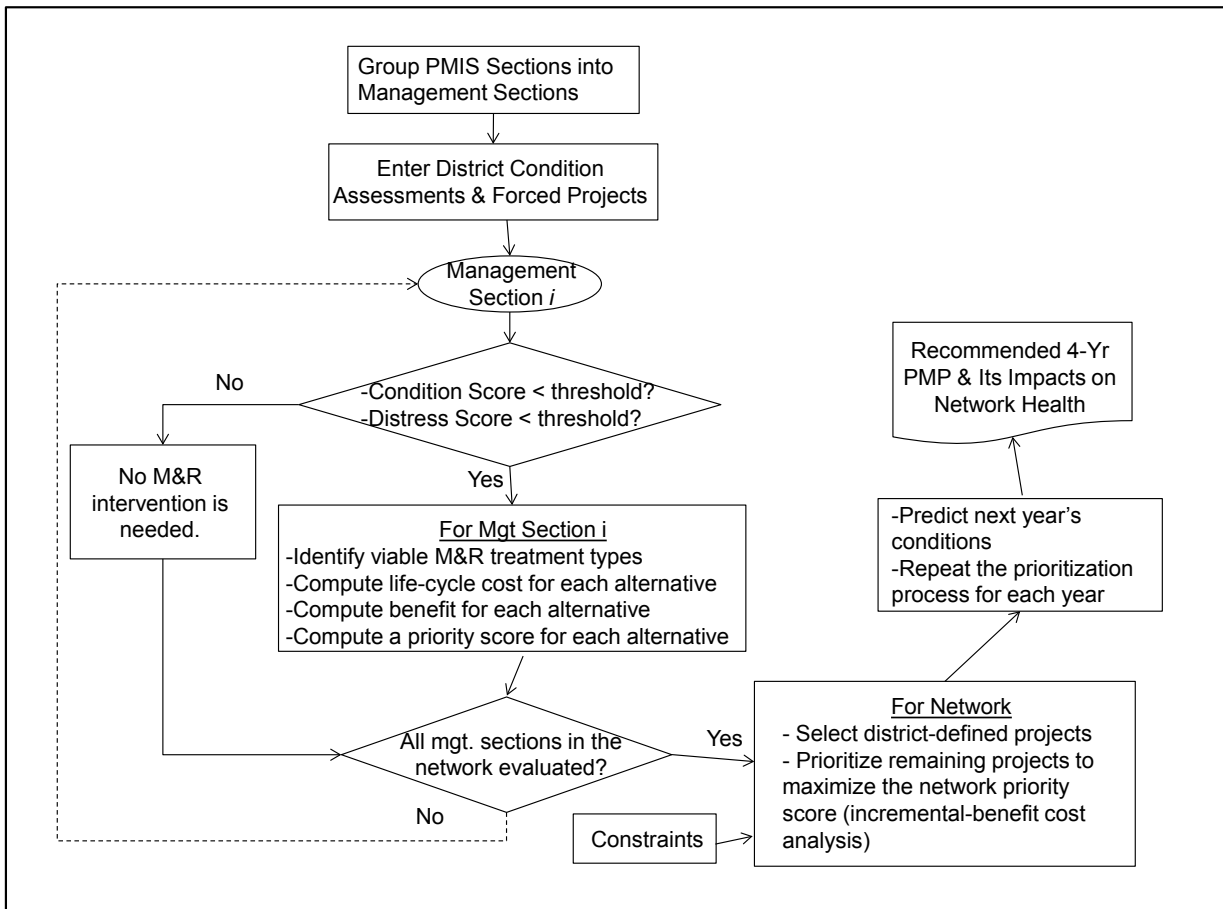 Group PMIS Sections into
Management Sections
Enter District Condition
Assessments & Forced Projects
Management
Section i
No
-Condition Score < threshold?
-Distress Score < threshold?
Yes
No M&R
intervention is
needed.
For Mgt Section i
-Identify viable M&R treatment types
-Compute life-cycle cost for each alternative
-Compute benefit for each alternative
-Compute a priority score for each alternative
All mgt. sections in the
network evaluated?
Yes
No
Constraints
For Network
- Select district-defined projects
- Prioritize remaining projects to
maximize the network priority
score (incremental-benefit cost
analysis)
-Predict next year’s
conditions
-Repeat the prioritization
process for each year
Recommended 4-Yr
PMP & Its Impacts on
Network Health